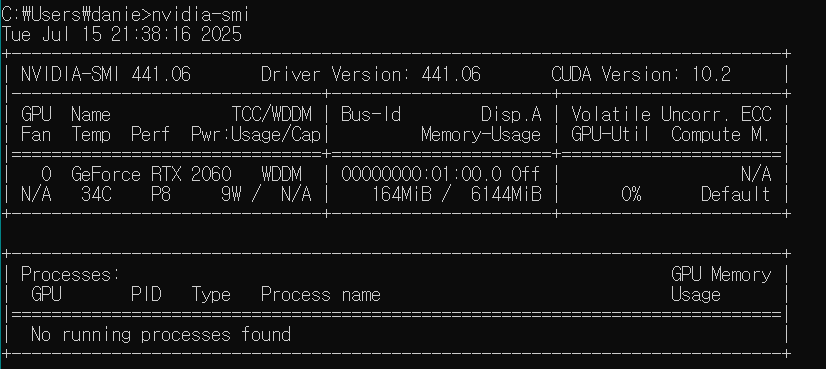 C:₩Users₩danie>nvidia-smi
Tue Jul 15 21:38:16 2025
+-----------------------------------------------------------------------------+
| NVIDIA-SMI 441.06       Driver Version: 441.06       CUDA Version: 10.2     |
|-------------------------------+----------------------+----------------------+
| GPU  Name            TCC/WDDM | Bus-Id        Disp.A | Volatile Uncorr. ECC |
| Fan  Temp  Perf  Pwr:Usage/Cap|         Memory-Usage | GPU-Util  Compute M. |
|===============================+======================+======================|
|   0  GeForce RTX 2060   WDDM  | 00000000:01:00.0 Off |                  N/A |
| N/A   34C    P8     9W /  N/A |    164MiB /  6144MiB |      0%      Default |
+-------------------------------+----------------------+----------------------+

+-----------------------------------------------------------------------------+
| Processes:                                                       GPU Memory |
|  GPU       PID   Type   Process name                             Usage      |
|=============================================================================|
|  No running processes found                                                 |
+-----------------------------------------------------------------------------+